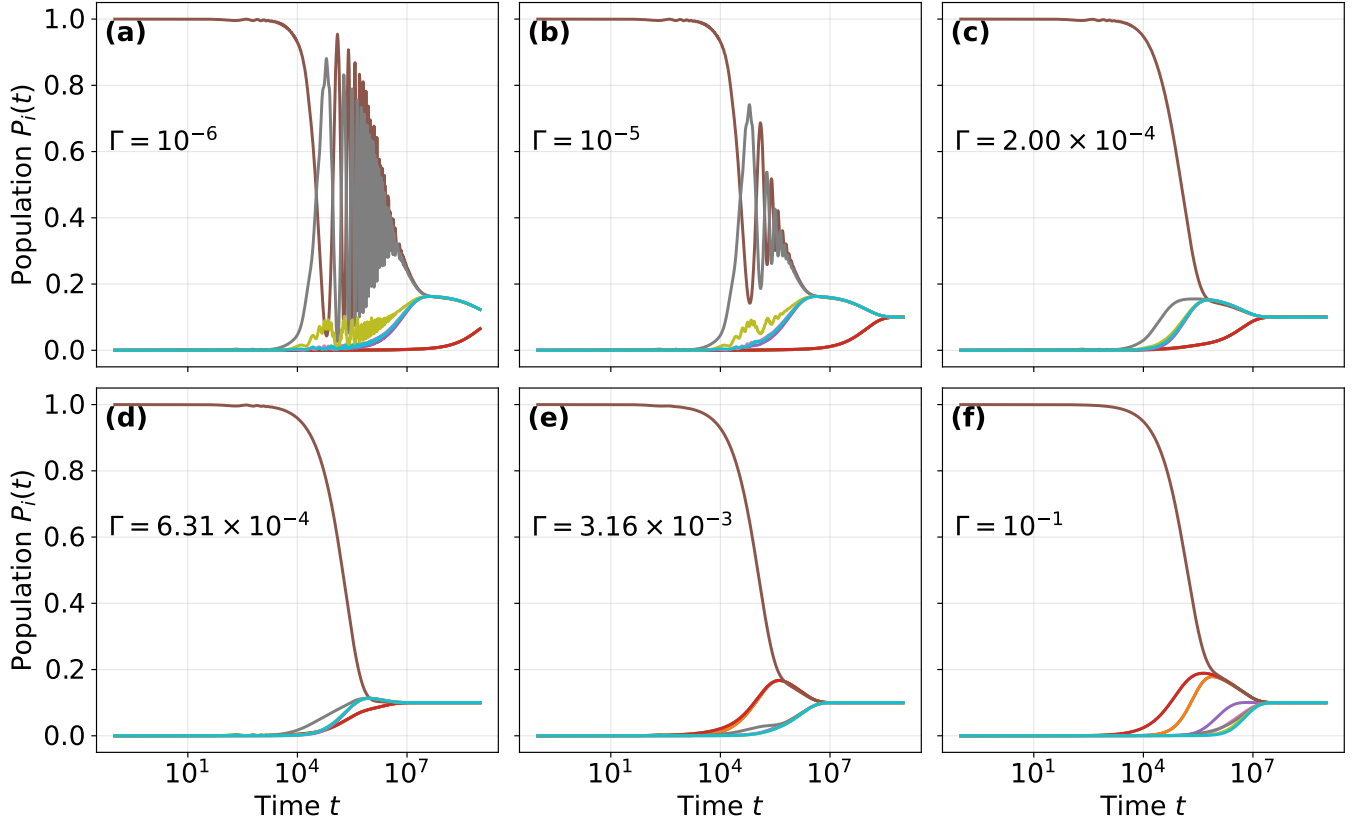 (a)
Γ = 10⁻⁶
(b)
Γ = 10⁻⁵
(c)
Γ = 2.00 × 10⁻⁴
Population Pᵢ(t)
1.0
0.8
0.6
0.4
0.2
0.0
(d)
Γ = 6.31 × 10⁻⁴
(e)
Γ = 3.16 × 10⁻³
(f)
Γ = 10⁻¹
Population Pᵢ(t)
1.0
0.8
0.6
0.4
0.2
0.0
10¹ 10⁴ 10⁷
10¹ 10⁴ 10⁷
10¹ 10⁴ 10⁷
Time t
Time t
Time t